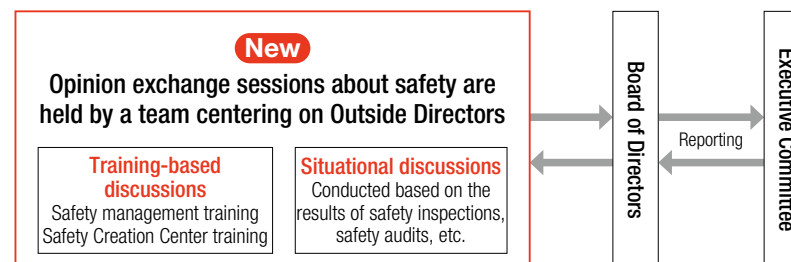 New
Opinion exchange sessions about safety are
held by a team centering on Outside Directors
Training-based
discussions
Safety management training
Safety Creation Center training
Situational discussions
Conducted based on the
results of safety inspections,
safety audits, etc.
Board of Directors
Reporting
Executive Committee